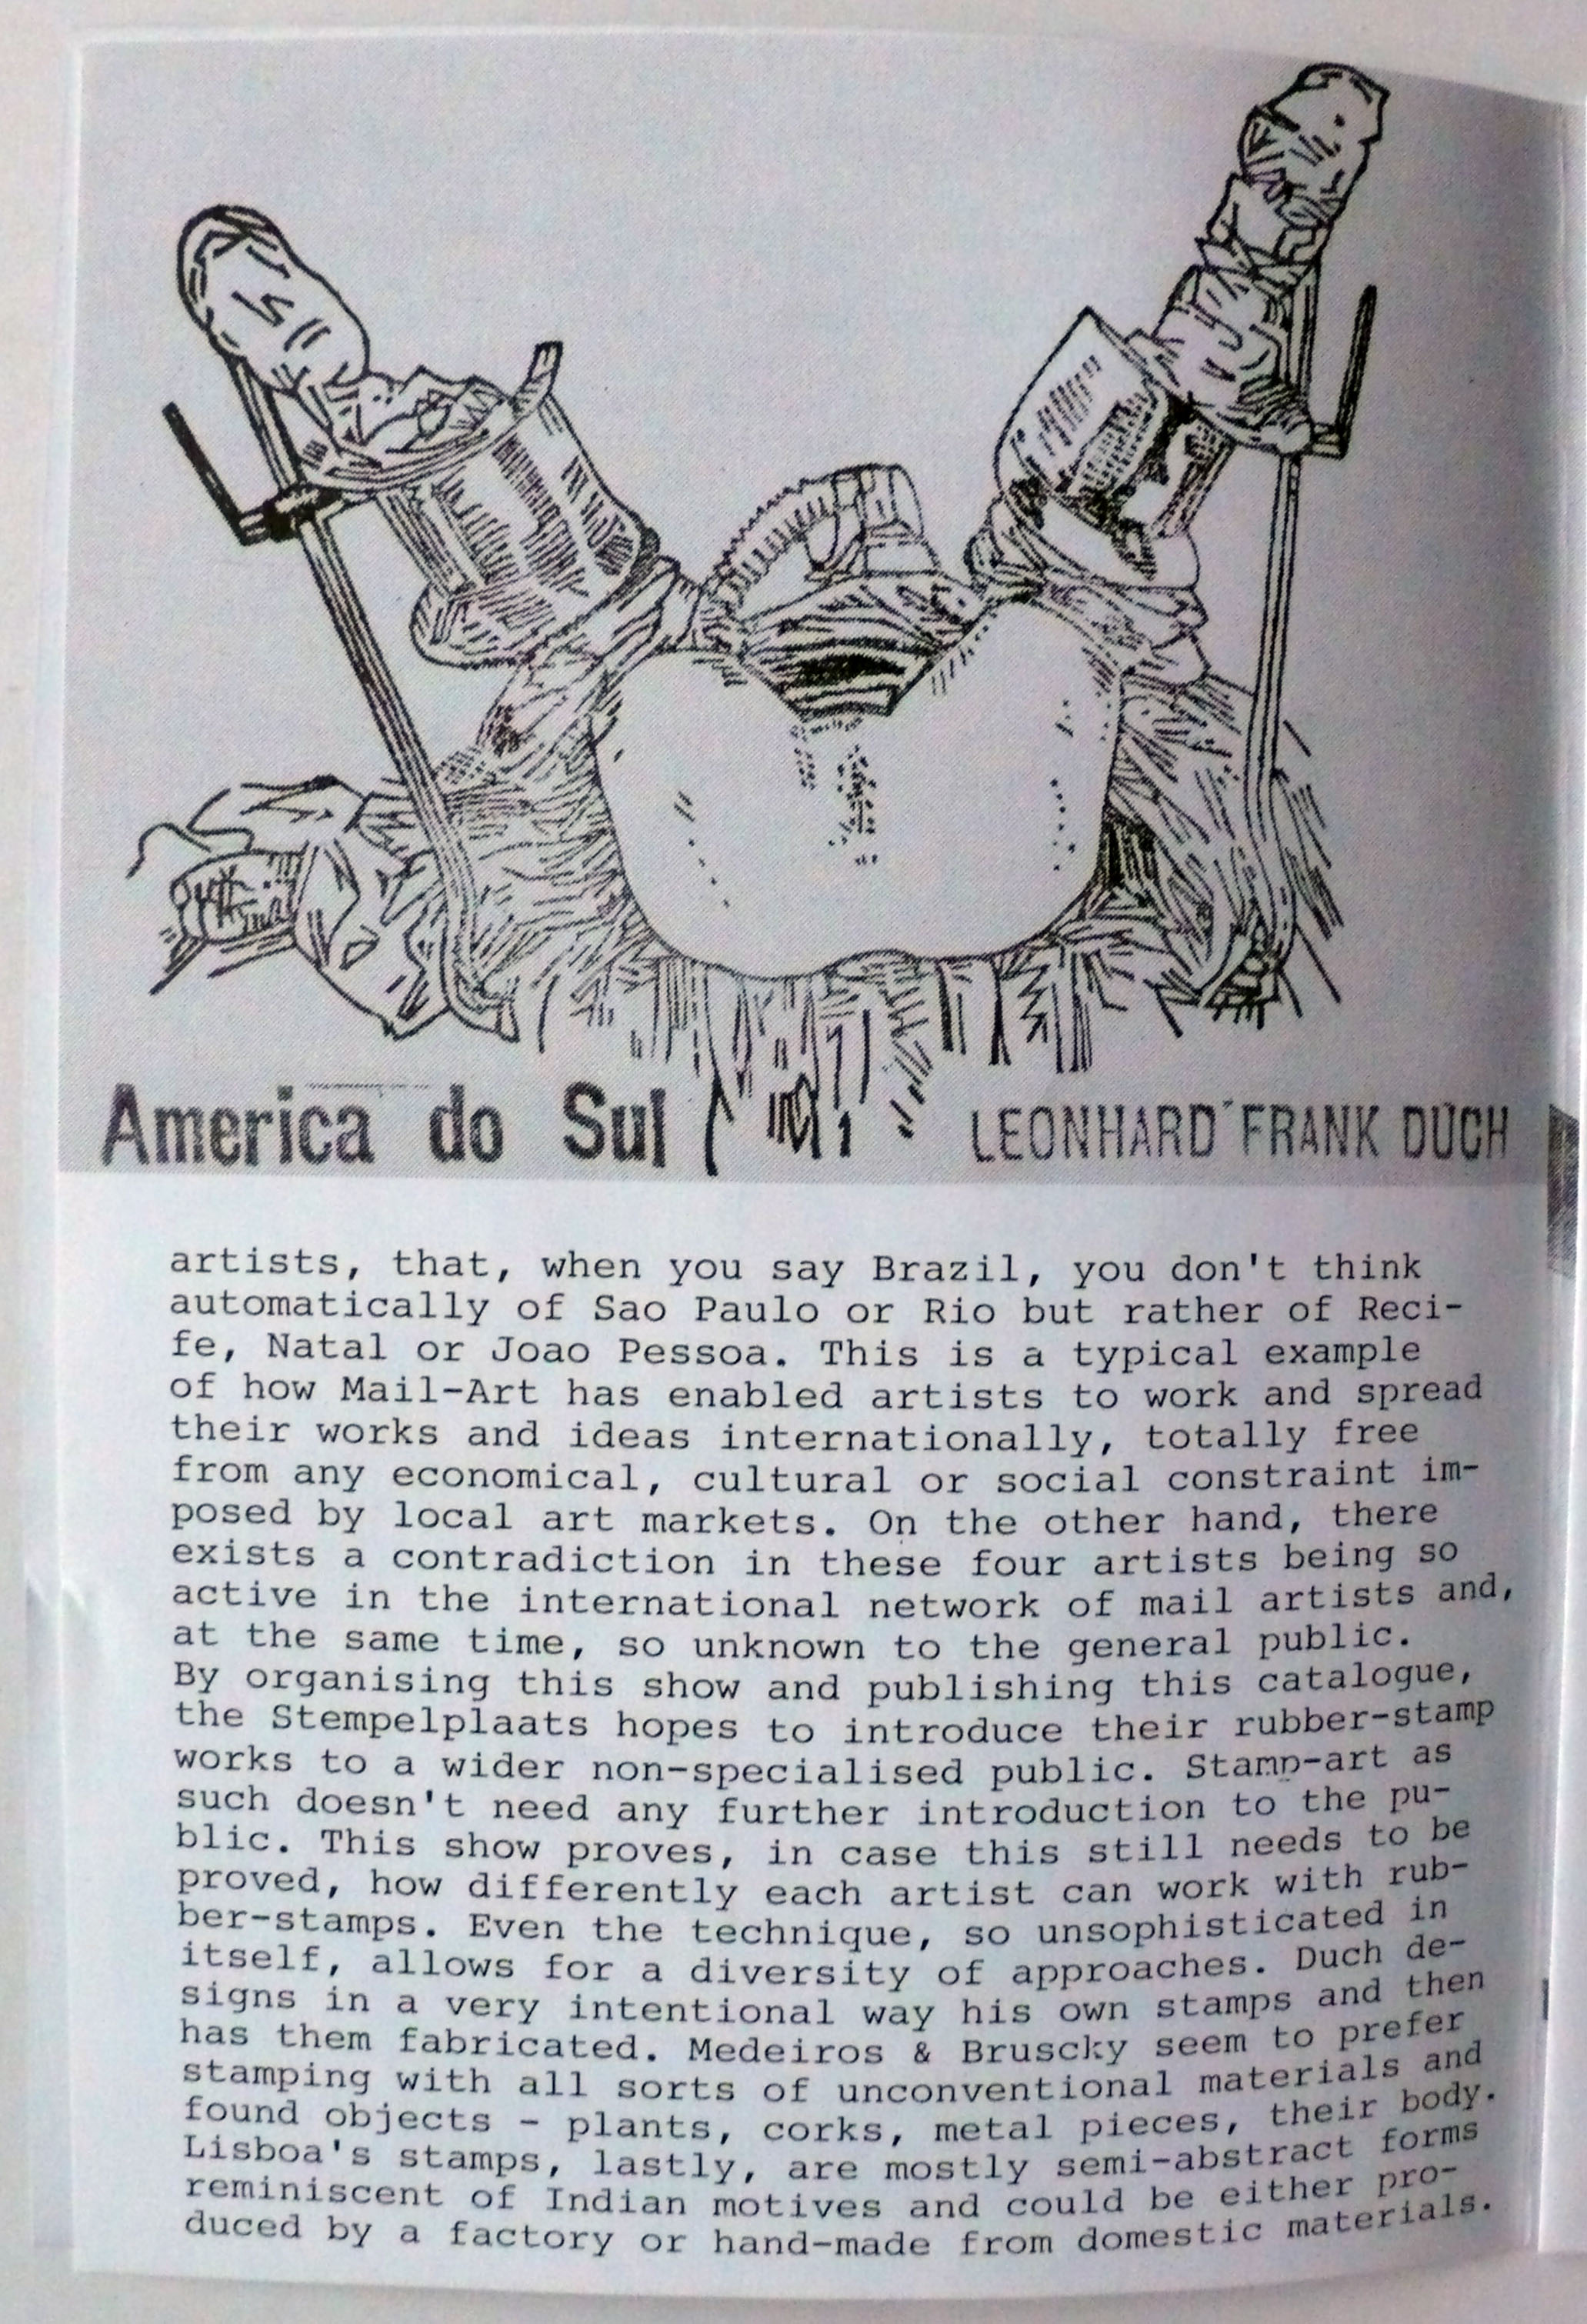 America do Sul
LEONHARD FRANK DUCH
artists, that, when you say Brazil, you don't think
automatically of Sao Paulo or Rio but rather of Reci-
fe, Natal or Joao Pessoa. This is a typical example
of how Mail-Art has enabled artists to work and spread
their works and ideas internationally, totally free
from any economical, cultural or social constraint im-
posed by local art markets. On the other hand, there
exists a contradiction in these four artists being so
active in the international network of mail artists and,
at the same time, so unknown to the general public.
By organising this show and publishing this catalogue,
the Stempelplaats hopes to introduce their rubber-stamp
works to a wider non-specialised public. Stamp-art as
such doesn't need any further introduction to the pu-
blic. This show proves, in case this still needs to be
proved, how differently each artist can work with rub-
ber-stamps. Even the technique, so unsophisticated in
itself, allows for a diversity of approaches. Duch de-
signs in a very intentional way his own stamps and then
has them fabricated. Medeiros & Bruscky seem to prefer
stamping with all sorts of unconventional materials and
found objects - plants, corks, metal pieces, their body.
Lisboa's stamps, lastly, are mostly semi-abstract forms
reminiscent of Indian motives and could be either pro-
duced by a factory or hand-made from domestic materials.